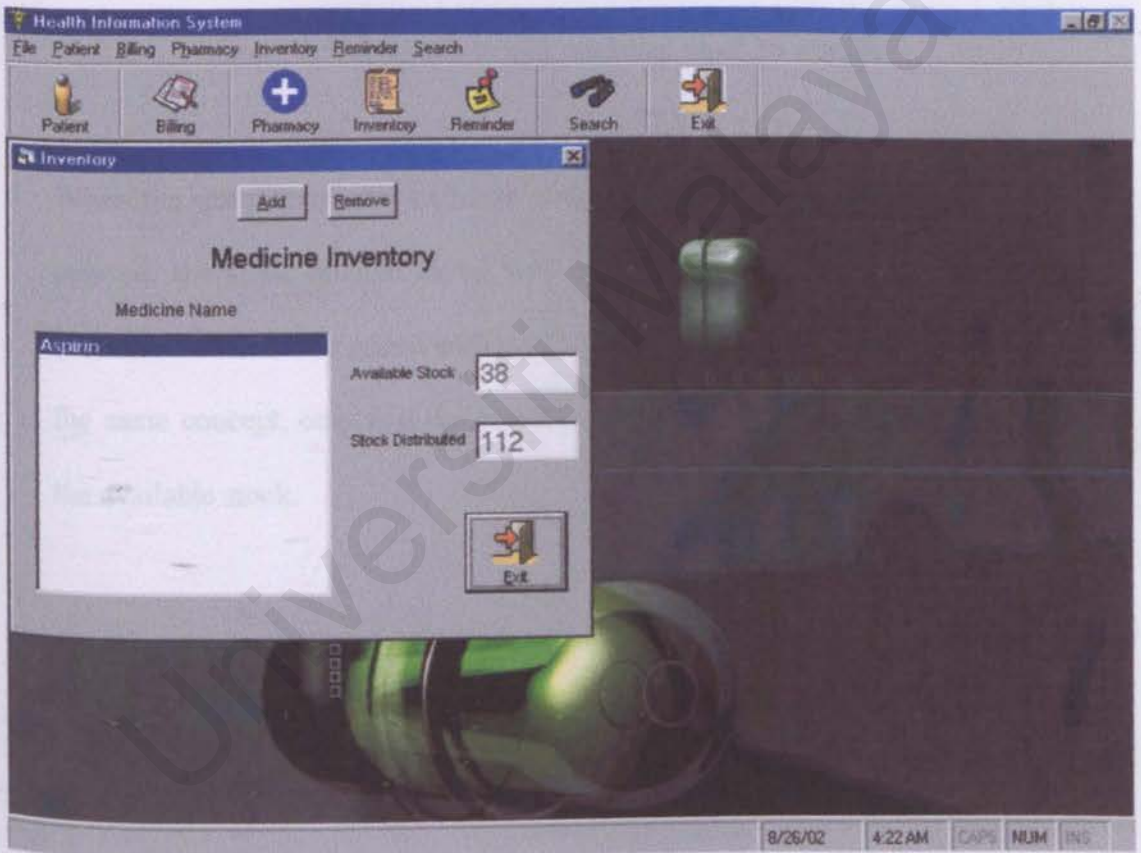 Health Information System
File Patient Billing Pharmacy Inventory Reminder Search
Patient Billing Pharmacy Inventory Reminder Search Exit
Inventory
Add Remove
Medicine Inventory
Medicine Name
Aspirin
Available Stock 38
Stock Distributed 112
Exit
the same concept,
the available stock.
8/26/02 4:22 AM CAPS NUM INS
University Malaya